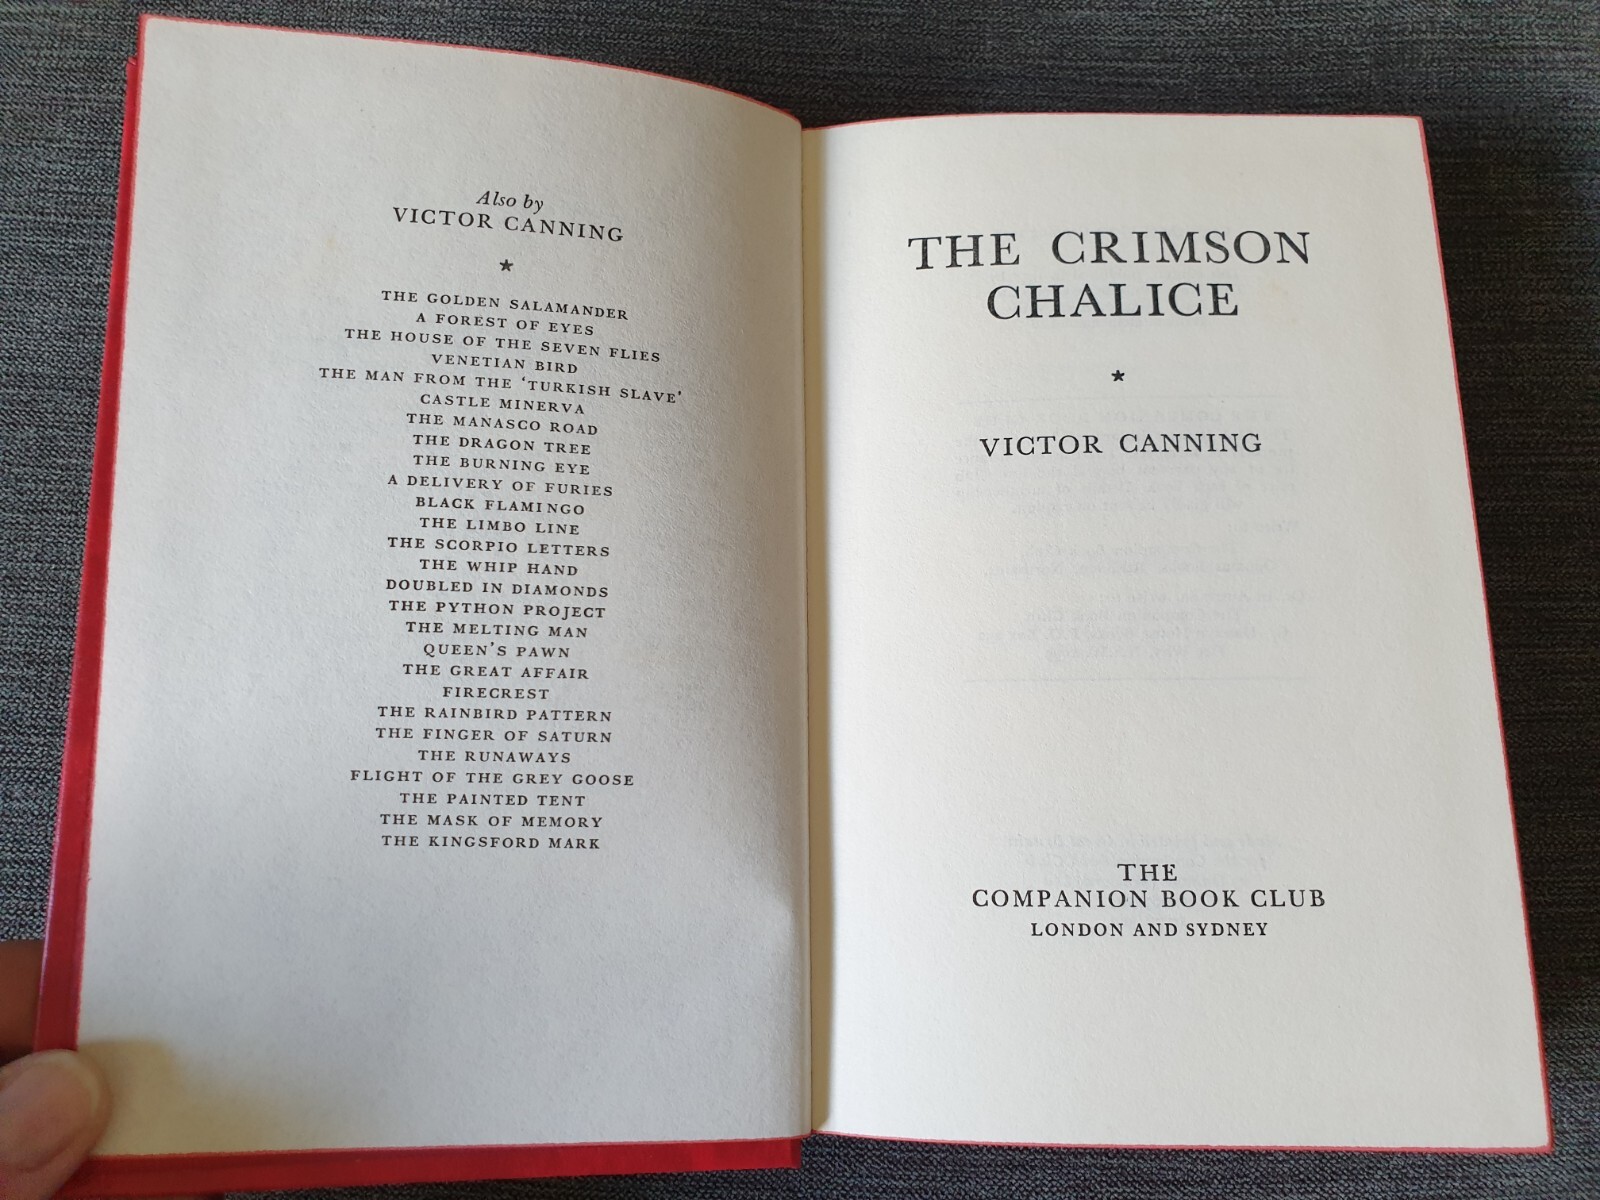 Also by
VICTOR CANNING
★
THE GOLDEN SALAMANDER
A FOREST OF EYES
THE HOUSE OF THE SEVEN FLIES
VENETIAN BIRD
THE MAN FROM THE 'TURKISH SLAVE'
CASTLE MINERVA
THE MANASCO ROAD
THE DRAGON TREE
THE BURNING EYE
A DELIVERY OF FURIES
BLACK FLAMINGO
THE LIMBO LINE
THE SCORPIO LETTERS
THE WHIP HAND
DOUBLED IN DIAMONDS
THE PYTHON PROJECT
THE MELTING MAN
QUEEN'S PAWN
THE GREAT AFFAIR
FIRECREST
THE RAINBIRD PATTERN
THE FINGER OF SATURN
THE RUNAWAYS
FLIGHT OF THE GREY GOOSE
THE PAINTED TENT
THE MASK OF MEMORY
THE KINGSFORD MARK
THE CRIMSON
CHALICE
★
VICTOR CANNING
THE
COMPANION BOOK CLUB
LONDON AND SYDNEY